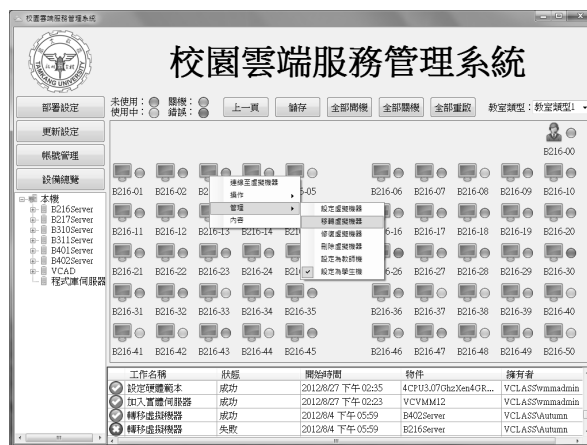 校園雲端服務管理系統
TAMKANG UNIVERSITY
校園雲端服務管理系統
部署設定
更新設定
帳號管理
設備總覽
本機
B216Server
B217Server
B310Server
B311Server
B401Server
B402Server
VCAD
程式庫伺服器
未使用： 關機：
使用中： 錯誤：
上一頁 儲存 全部開機 全部關機 全部重啟 教室類型：教室類型1
B216-00
B216-01 B216-02 B2 -05 B216-06 B216-07 B216-08 B216-09 B216-10
連線至虛擬機器
操作
管理
內容
設定虛擬機器
移轉虛擬機器
修復虛擬機器
刪除虛擬機器
設定為教師機
設定為學生機
B216-11 B216-12 B216-13 B216-14 B21 -16 B216-17 B216-18 B216-19 B216-20
B216-21 B216-22 B216-23 B216-24 B21 -26 B216-27 B216-28 B216-29 B216-30
B216-31 B216-32 B216-33 B216-34 B216-35 B216-36 B216-37 B216-38 B216-39 B216-40
B216-41 B216-42 B216-43 B216-44 B216-45 B216-46 B216-47 B216-48 B216-49 B216-50
工作名稱 狀態 開始時間 物件 擁有者
設定硬體範本 成功 2012/8/27 下午 02:35 4CPU3.07GhzXen4GR... VCLASS\wmmadmin
加入實體伺服器 成功 2012/8/27 下午 02:23 VCVMM12 VCLASS\wmmadmin
轉移虛擬機器 成功 2012/8/4 下午 05:59 B402Server VCLASS\Autumn
轉移虛擬機器 失敗 2012/8/4 下午 05:59 B216Server VCLASS\Autumn